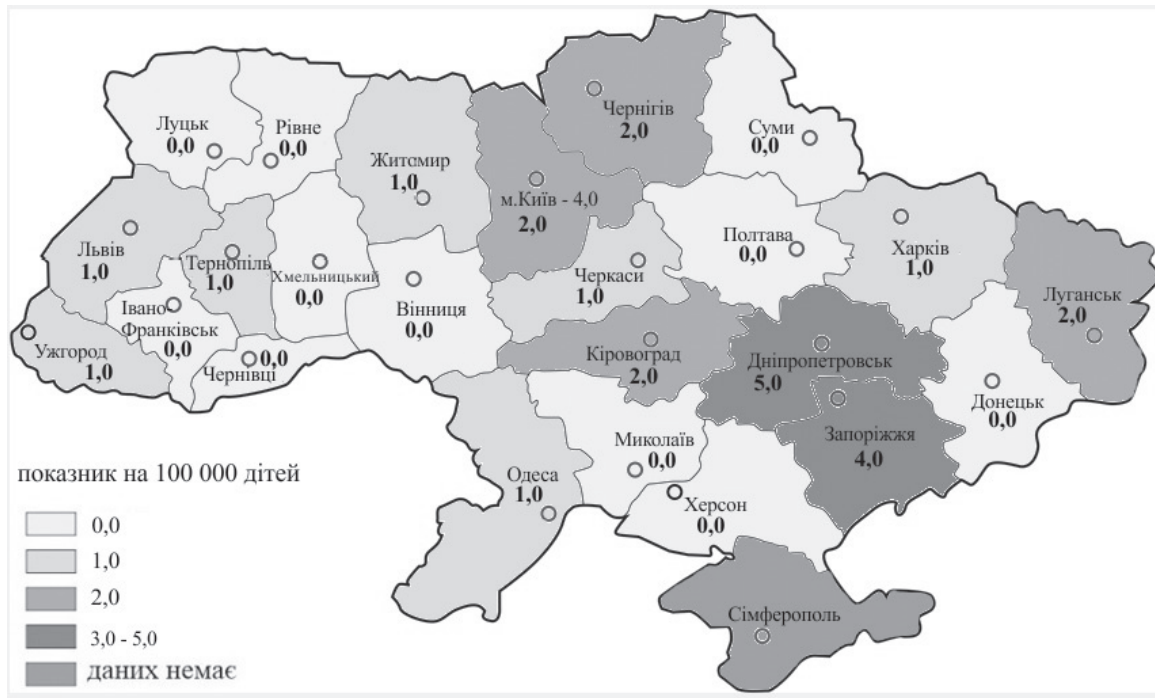 Чернігів
2,0
Луцьк
0,0
Рівне
0,0
Суми
0,0
Житомир
1,0
м.Київ - 4,0
2,0
Львів
1,0
Тернопіль
1,0
Хмельницький
0,0
Вінниця
0,0
Черкаси
1,0
Полтава
0,0
Харків
1,0
Луганськ
2,0
Івано
Франківськ
0,0
Ужгород
1,0
0,0
Чернівці
Кіровоград
2,0
Дніпропетровськ
5,0
Донецьк
0,0
Запоріжжя
4,0
Миколаїв
0,0
Одеса
1,0
Херсон
0,0
Сімферополь
показник на 100 000 дітей
0,0
1,0
2,0
3,0 - 5,0
даних немає